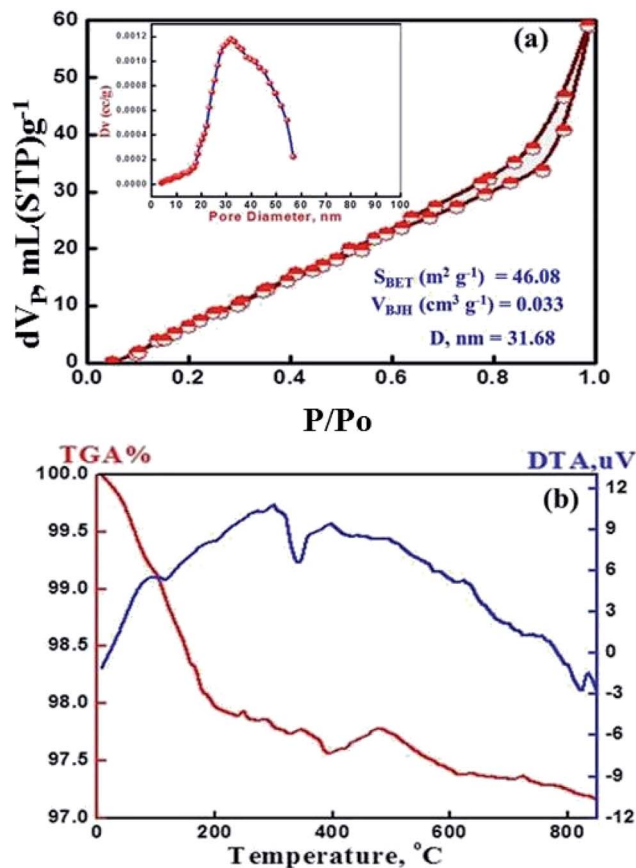 (a)
60
50
40
30
20
10
0
dV_P, mL(STP)g⁻¹
0.0012
0.0010
0.0008
0.0006
0.0004
0.0002
0.0000
Dv (cc/g)
0 10 20 30 40 50 60 70 80 90 100
Pore Diameter, nm
S_BET (m² g⁻¹) = 46.08
V_BJH (cm³ g⁻¹) = 0.033
D, nm = 31.68
0.0 0.2 0.4 0.6 0.8 1.0
P/Po
TGA%
DTA,uV
(b)
100.0
99.5
99.0
98.5
98.0
97.5
97.0
12
9
6
3
0
-3
-6
-9
-12
0 200 400 600 800
Temperature, °C